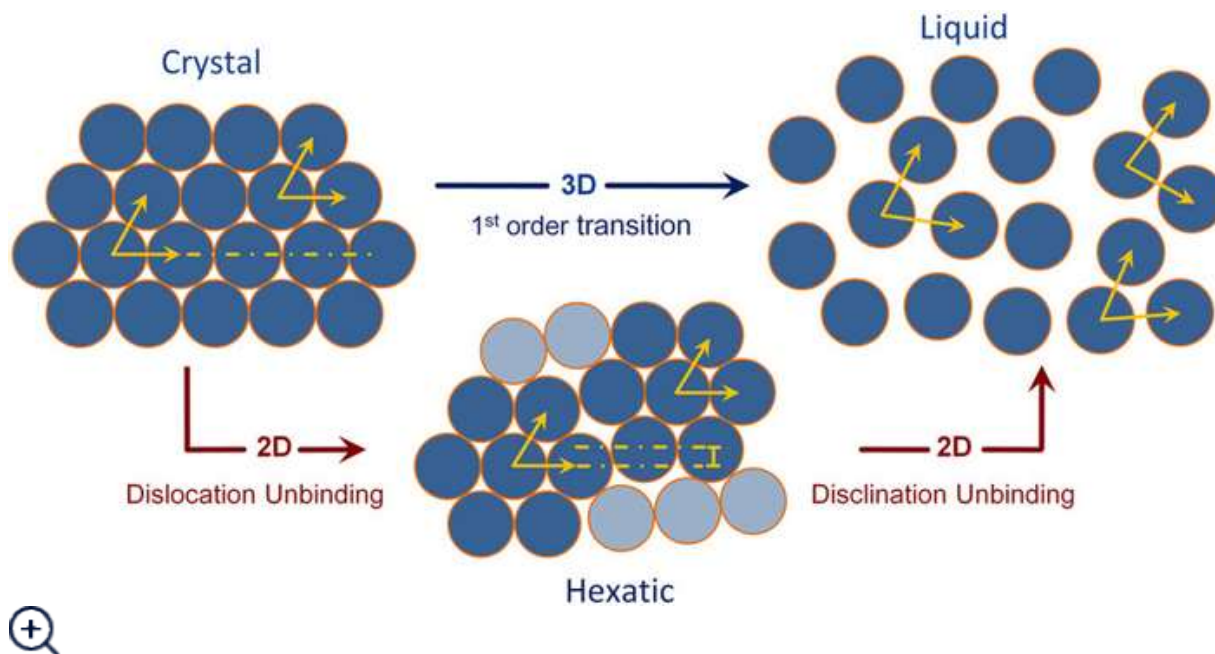 Liquid
Crystal
3D
1st order transition
2D
Dislocation Unbinding
2D
Disclination Unbinding
Hexatic